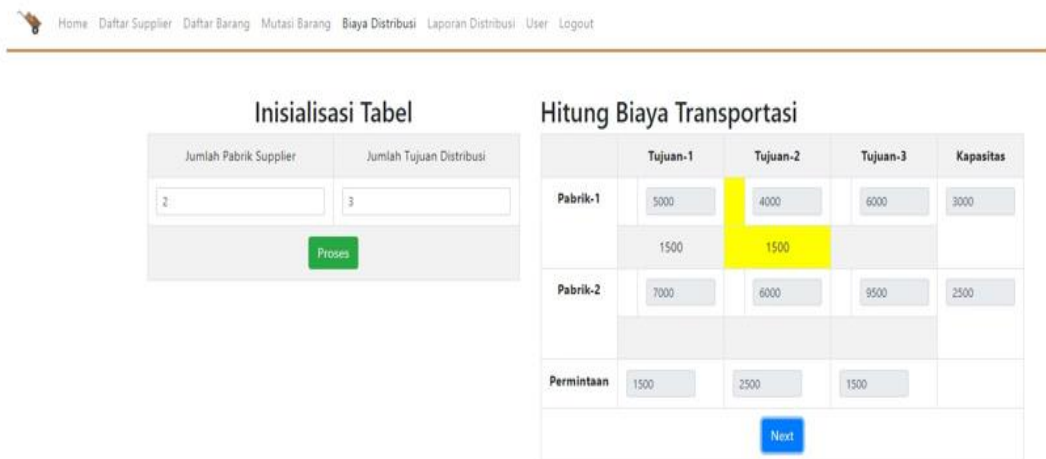 Home Daftar Supplier Daftar Barang Mutasi Barang Biaya Distribusi Laporan Distribusi User Logout
Inisialisasi Tabel
Jumlah Pabrik Supplier Jumlah Tujuan Distribusi
2 3
Proses
Hitung Biaya Transportasi
Tujuan-1 Tujuan-2 Tujuan-3 Kapasitas
Pabrik-1 5000 4000 6000 3000
1500 1500
Pabrik-2 7000 6000 9500 2500
Permintaan 1500 2500 1500
Next